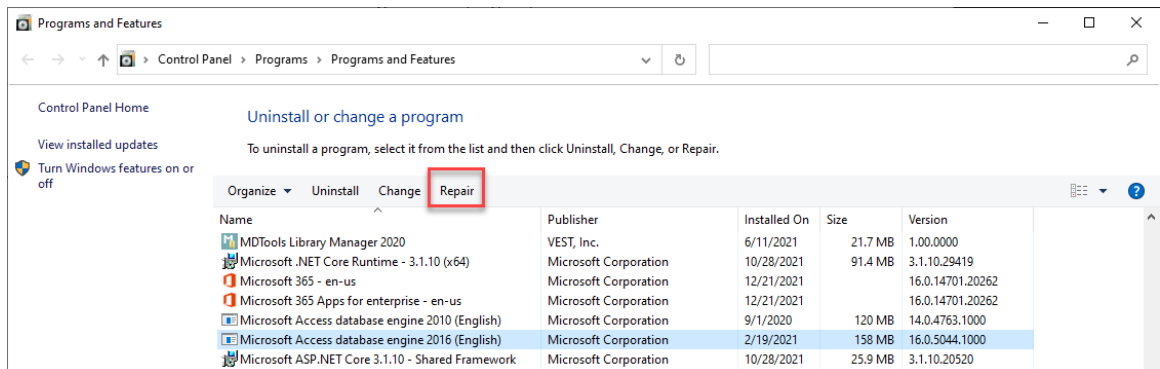 Programs and Features
Control Panel > Programs > Programs and Features
Control Panel Home
View installed updates
Turn Windows features on or
off
Uninstall or change a program
To uninstall a program, select it from the list and then click Uninstall, Change, or Repair.
Organize Uninstall Change Repair
Name Publisher Installed On Size Version
MDTools Library Manager 2020 VEST, Inc. 6/11/2021 21.7 MB 1.00.0000
Microsoft .NET Core Runtime - 3.1.10 (x64) Microsoft Corporation 10/28/2021 91.4 MB 3.1.10.29419
Microsoft 365 - en-us Microsoft Corporation 12/21/2021 16.0.14701.20262
Microsoft 365 Apps for enterprise - en-us Microsoft Corporation 12/21/2021 16.0.14701.20262
Microsoft Access database engine 2010 (English) Microsoft Corporation 9/1/2020 120 MB 14.0.4763.1000
Microsoft Access database engine 2016 (English) Microsoft Corporation 2/19/2021 158 MB 16.0.5044.1000
Microsoft ASP.NET Core 3.1.10 - Shared Framework Microsoft Corporation 10/28/2021 25.9 MB 3.1.10.20520